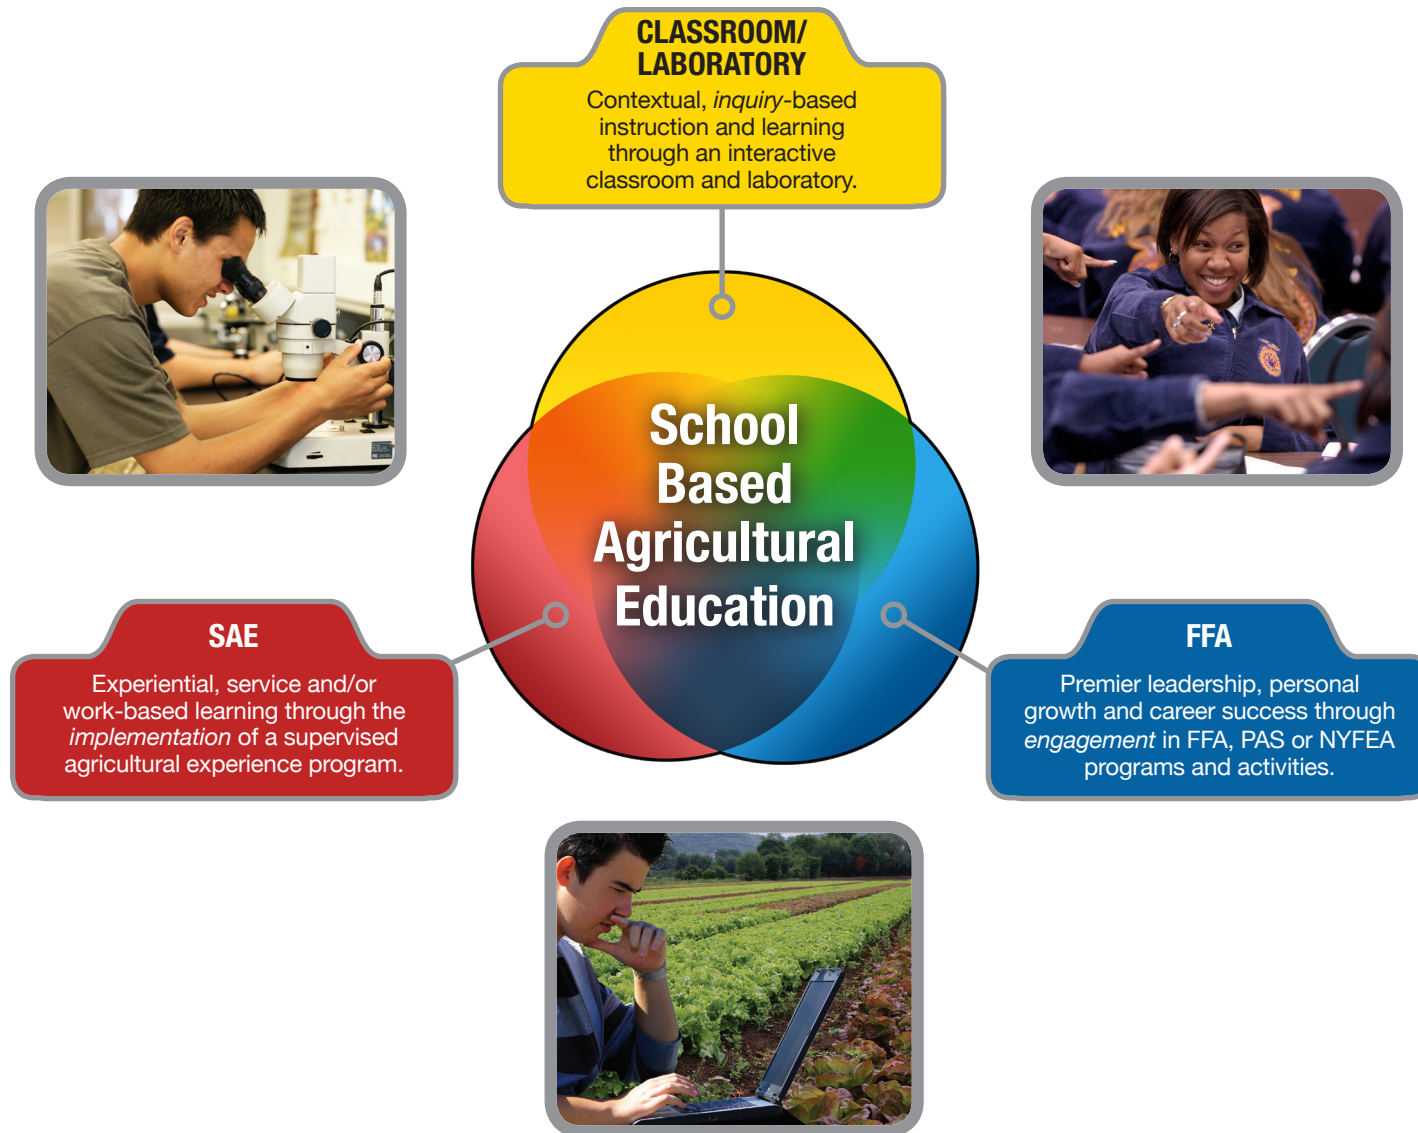 CLASSROOM/
LABORATORY
Contextual, inquiry-based
instruction and learning
through an interactive
classroom and laboratory.
School
Based
Agricultural
Education
SAE
Experiential, service and/or
work-based learning through the
implementation of a supervised
agricultural experience program.
FFA
Premier leadership, personal
growth and career success through
engagement in FFA, PAS or NYFEA
programs and activities.